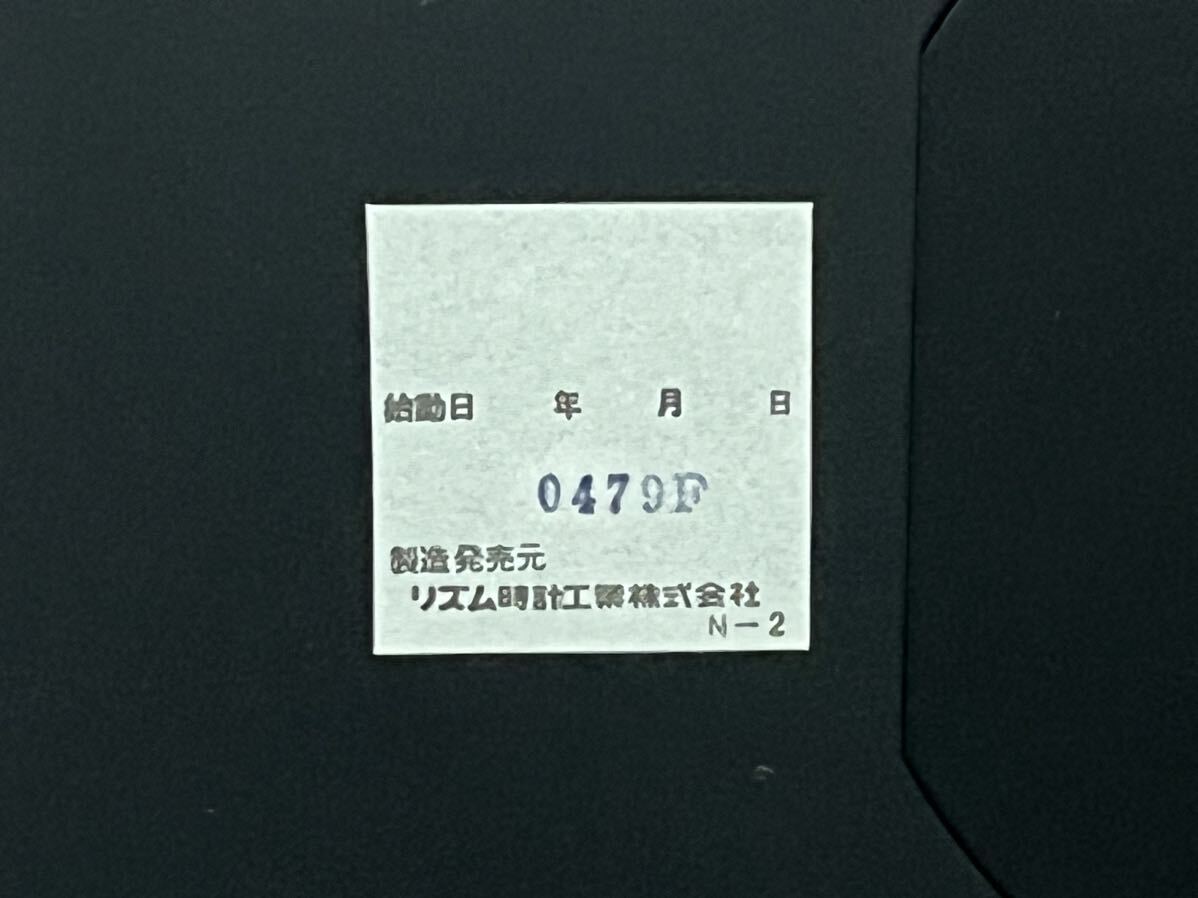 始動日 年 月 日
0479F
製造発売元
リズム時計工業株式会社
N-2